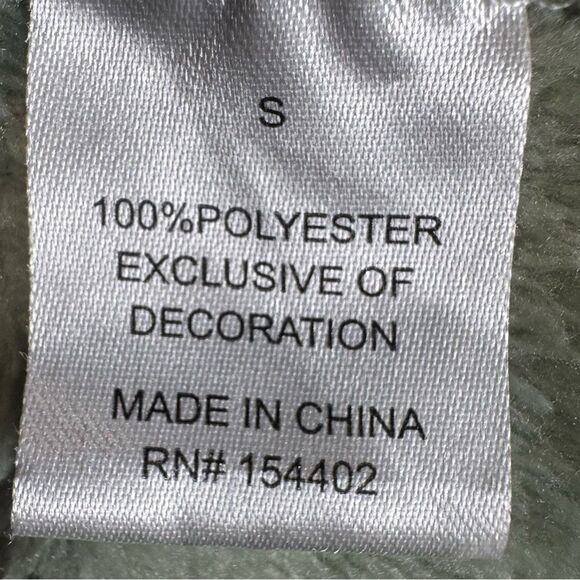 S
100%POLYESTER
EXCLUSIVE OF
DECORATION
MADE IN CHINA
RN# 154402